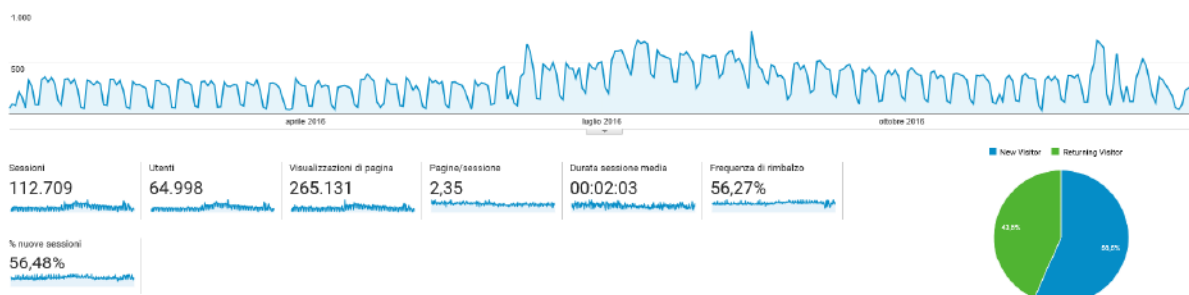 1.000
500
aprile 2016
luglio 2016
ottobre 2016
New Visitor
Returning Visitor
Sessioni
Utenti
Visualizzazioni di pagina
Pagine/sessione
Durata sessione media
Frequenza di rimbalzo
112.709
64.998
265.131
2,35
00:02:03
56,27%
% nuove sessioni
56,48%